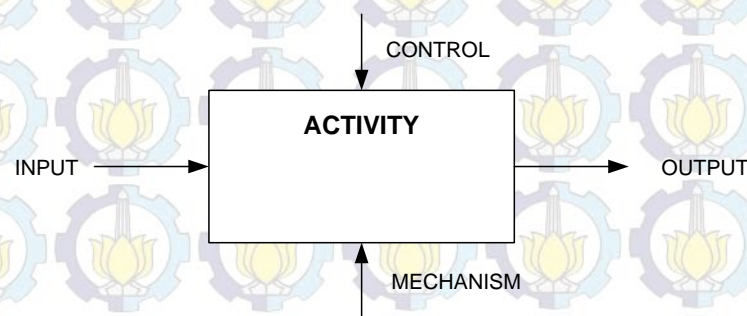 CONTROL
ACTIVITY
INPUT
OUTPUT
MECHANISM